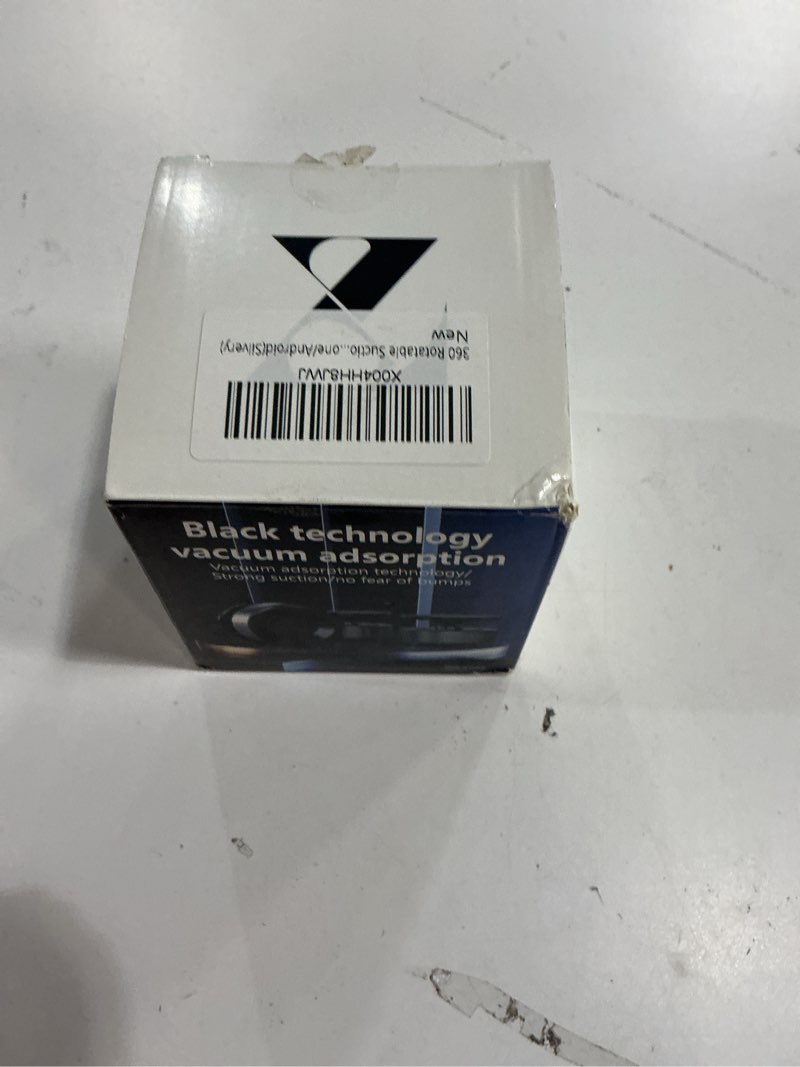 X004HH8JWJ
360 Rotatable Suctio...one/Android(Silvery)
New
Black technology
vacuum adsorption
Vacuum adsorption technology/
Strong suction/no fear of bumps